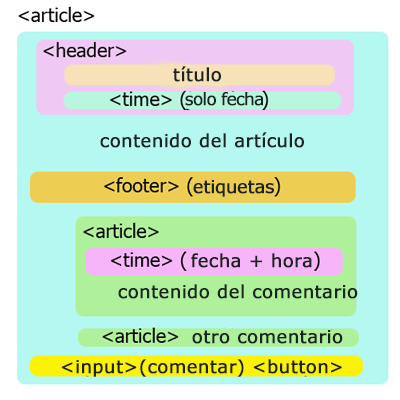 <article>
<header>
título
<time> (solo fecha)
contenido del artículo
<footer> (etiquetas)
<article>
<time> (fecha + hora)
contenido del comentario
<article> otro comentario
<input>(comentar) <button>